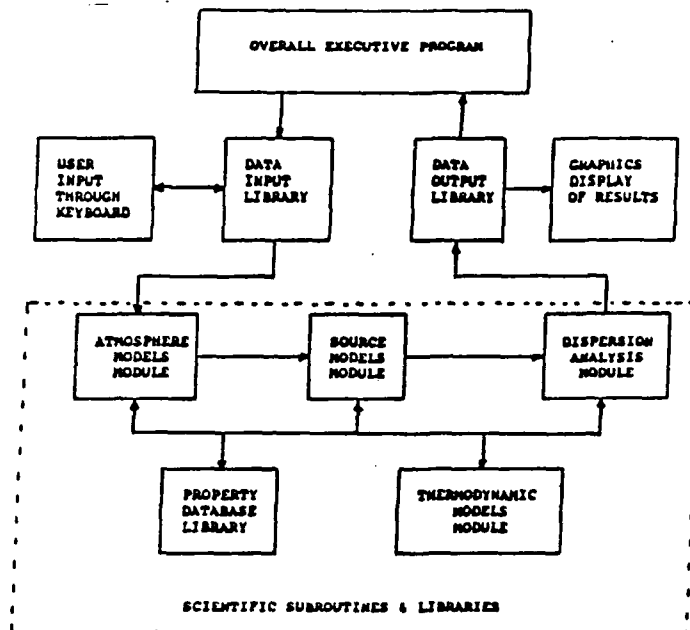 OVERALL EXECUTIVE PROGRAM
USER
INPUT
THROUGH
KEYBOARD
DATA
INPUT
LIBRARY
DATA
OUTPUT
LIBRARY
GRAPHICS
DISPLAY
OF RESULTS
ATMOSPHERE
MODELS
MODULE
SOURCE
MODELS
MODULE
DISPERSION
ANALYSIS
MODULE
PROPERTY
DATABASE
LIBRARY
THERMODYNAMIC
MODELS
MODULE
SCIENTIFIC SUBROUTINES & LIBRARIES